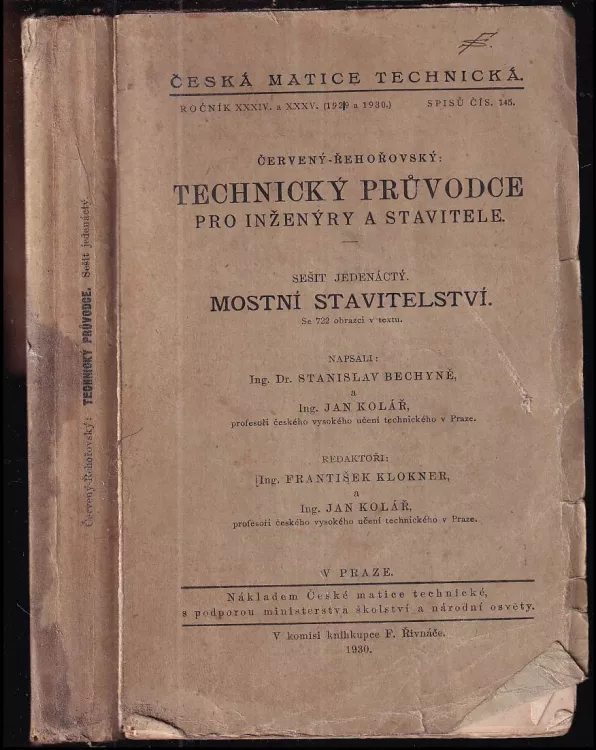 ČESKÁ MATICE TECHNICKÁ.
ROČNÍK XXXIV. a XXXV. (1929 a 1930.) SPISŮ ČÍS. 145.
ČERVENÝ-ŘEHOŘOVSKÝ:
TECHNICKÝ PRŮVODCE
PRO INŽENÝRY A STAVITELE.
SEŠIT JEDENÁCTÝ.
MOSTNÍ STAVITELSTVÍ.
Se 722 obrazci v textu.
NAPSALI:
Ing. Dr. STANISLAV BECHYNĚ,
a
Ing. JAN KOLÁŘ,
profesoři českého vysokého učení technického v Praze.
REDAKTOŘI:
Ing. FRANTIŠEK KLOKNER,
a
Ing. JAN KOLÁŘ,
profesoři českého vysokého učení technického v Praze.
V PRAZE.
Nákladem České matice technické,
s podporou ministerstva školství a národní osvěty.
V komisi knihkupce F. Řivnáče.
1930.
Červený-Řehořovský: TECHNICKÝ PRŮVODCE. Sešit jedenáctý.